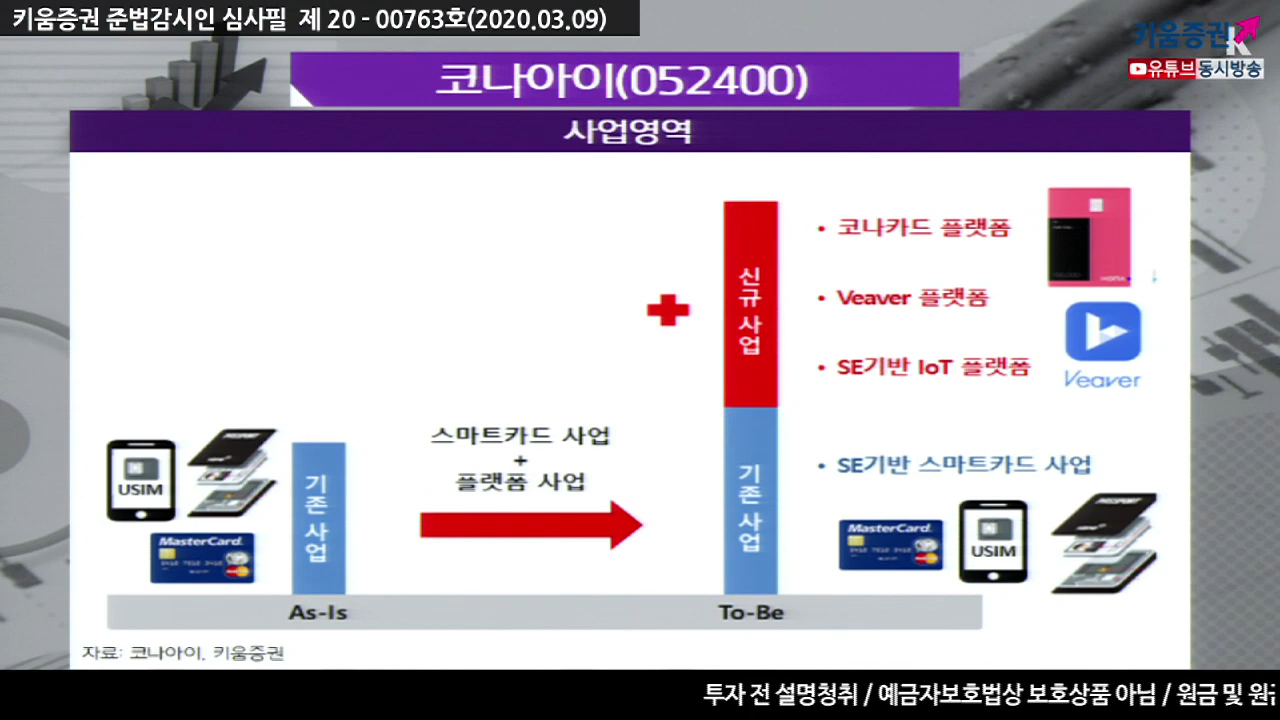 키움증권 준법감시인 심사필 제 20 - 00763호(2020.03.09)
키움증권
유튜브 동시방송
코나아이(052400)
사업영역
• 코나카드 플랫폼
신규 사업
• Veaver 플랫폼
• SE기반 IoT 플랫폼
Veaver
스마트카드 사업
+
플랫폼 사업
기존 사업
기존 사업
• SE기반 스마트카드 사업
USIM
MasterCard
MasterCard
USIM
As-Is
To-Be
자료: 코나아이, 키움증권
투자 전 설명청취 / 예금자보호법상 보호상품 아님 / 원금 및 원금